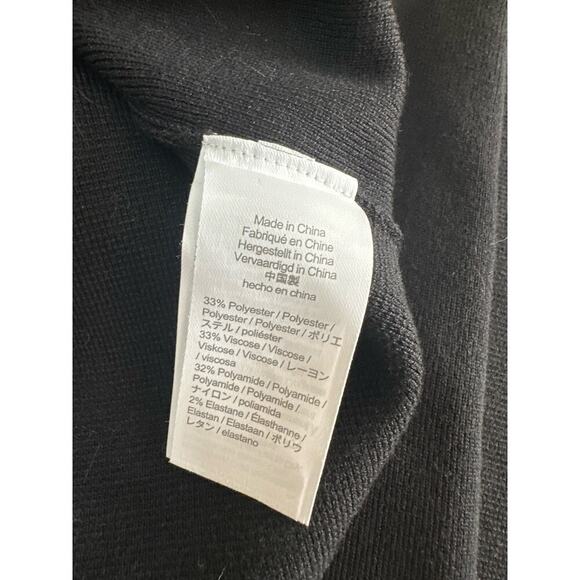 Made in China
Fabriqué en Chine
Hergestellt in China
Vervaardigd in China
中国製
hecho en china
33% Polyester / Polyester /
Polyester / Polyester / ポリエ
ステル / poliéster
33% Viscose / Viscose /
Viskose / Viscose / レーヨン
/ viscosa
32% Polyamide / Polyamide /
Polyamide / Polyamide /
ナイロン / poliamida
2% Elastane / Élasthanne /
Elastan / Elastaan / ポリウ
レタン / elastano